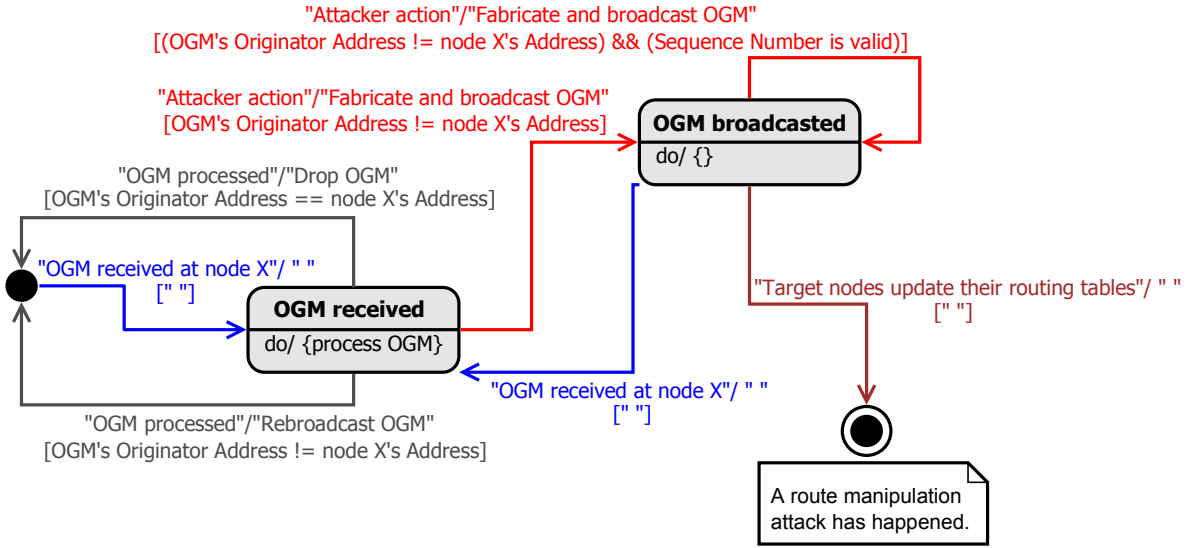 "Attacker action"/"Fabricate and broadcast OGM"
[(OGM's Originator Address != node X's Address) && (Sequence Number is valid)]
"Attacker action"/"Fabricate and broadcast OGM"
[OGM's Originator Address != node X's Address]
OGM broadcasted
do/ {}
"OGM processed"/"Drop OGM"
[OGM's Originator Address == node X's Address]
"OGM received at node X"/ " "
[" "]
OGM received
do/ {process OGM}
"Target nodes update their routing tables"/ " "
[" "]
"OGM received at node X"/ " "
[" "]
"OGM processed"/"Rebroadcast OGM"
[OGM's Originator Address != node X's Address]
A route manipulation
attack has happened.